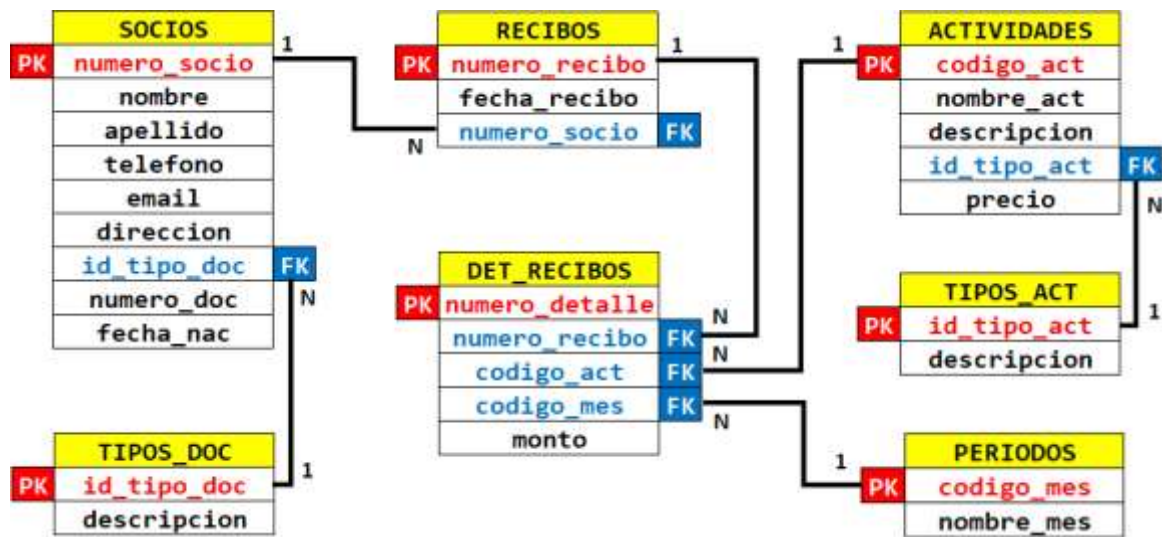 SOCIOS
PK numero_socio 1
nombre
apellido
telefono
email
direccion
id_tipo_doc FK
numero_doc N
fecha_nac
TIPOS_DOC
PK id_tipo_doc 1
descripcion
RECIBOS
PK numero_recibo 1
fecha_recibo
N numero_socio FK
DET_RECIBOS
PK numero_detalle
numero_recibo FK N
codigo_act FK N
codigo_mes FK N
monto
ACTIVIDADES
1 PK codigo_act
nombre_act
descripcion
id_tipo_act FK
precio N
TIPOS_ACT
PK id_tipo_act 1
descripcion
PERIODOS
1 PK codigo_mes
nombre_mes